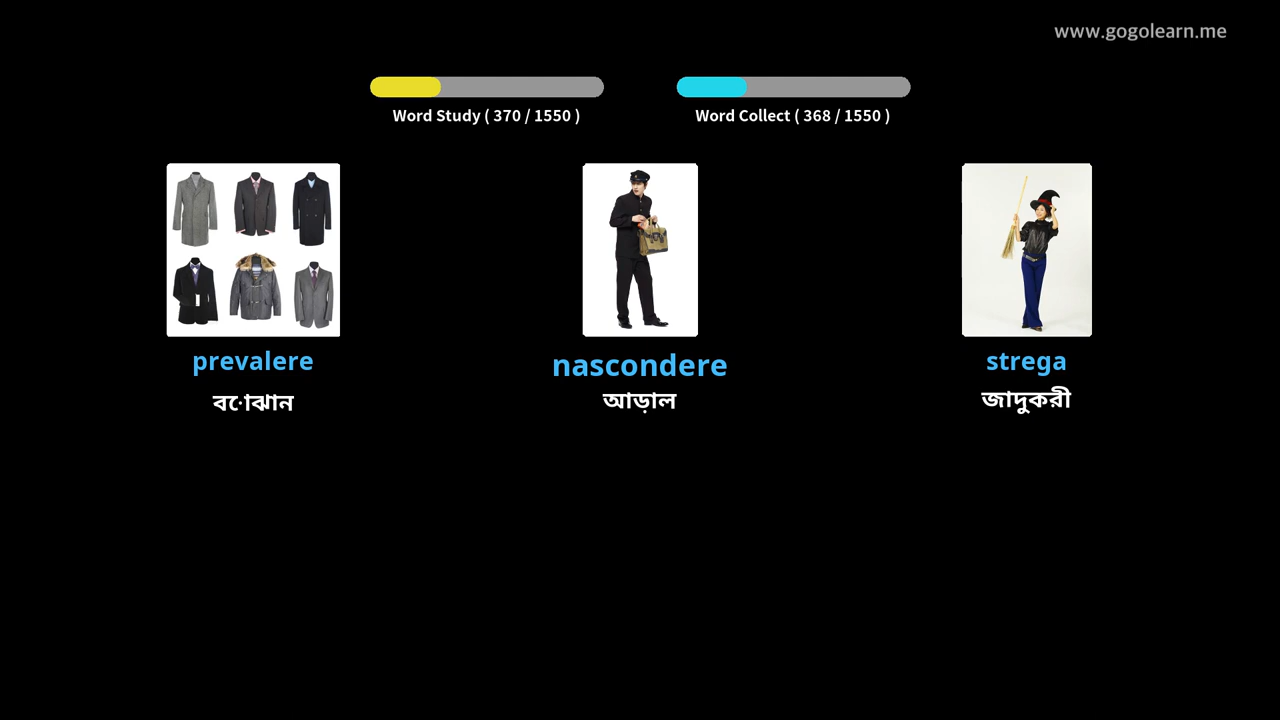 www.gogolearn.me
Word Study ( 370 / 1550 )
Word Collect ( 368 / 1550 )
prevalere
nascondere
strega
বোঝান
আড়াল
জাদুকরী